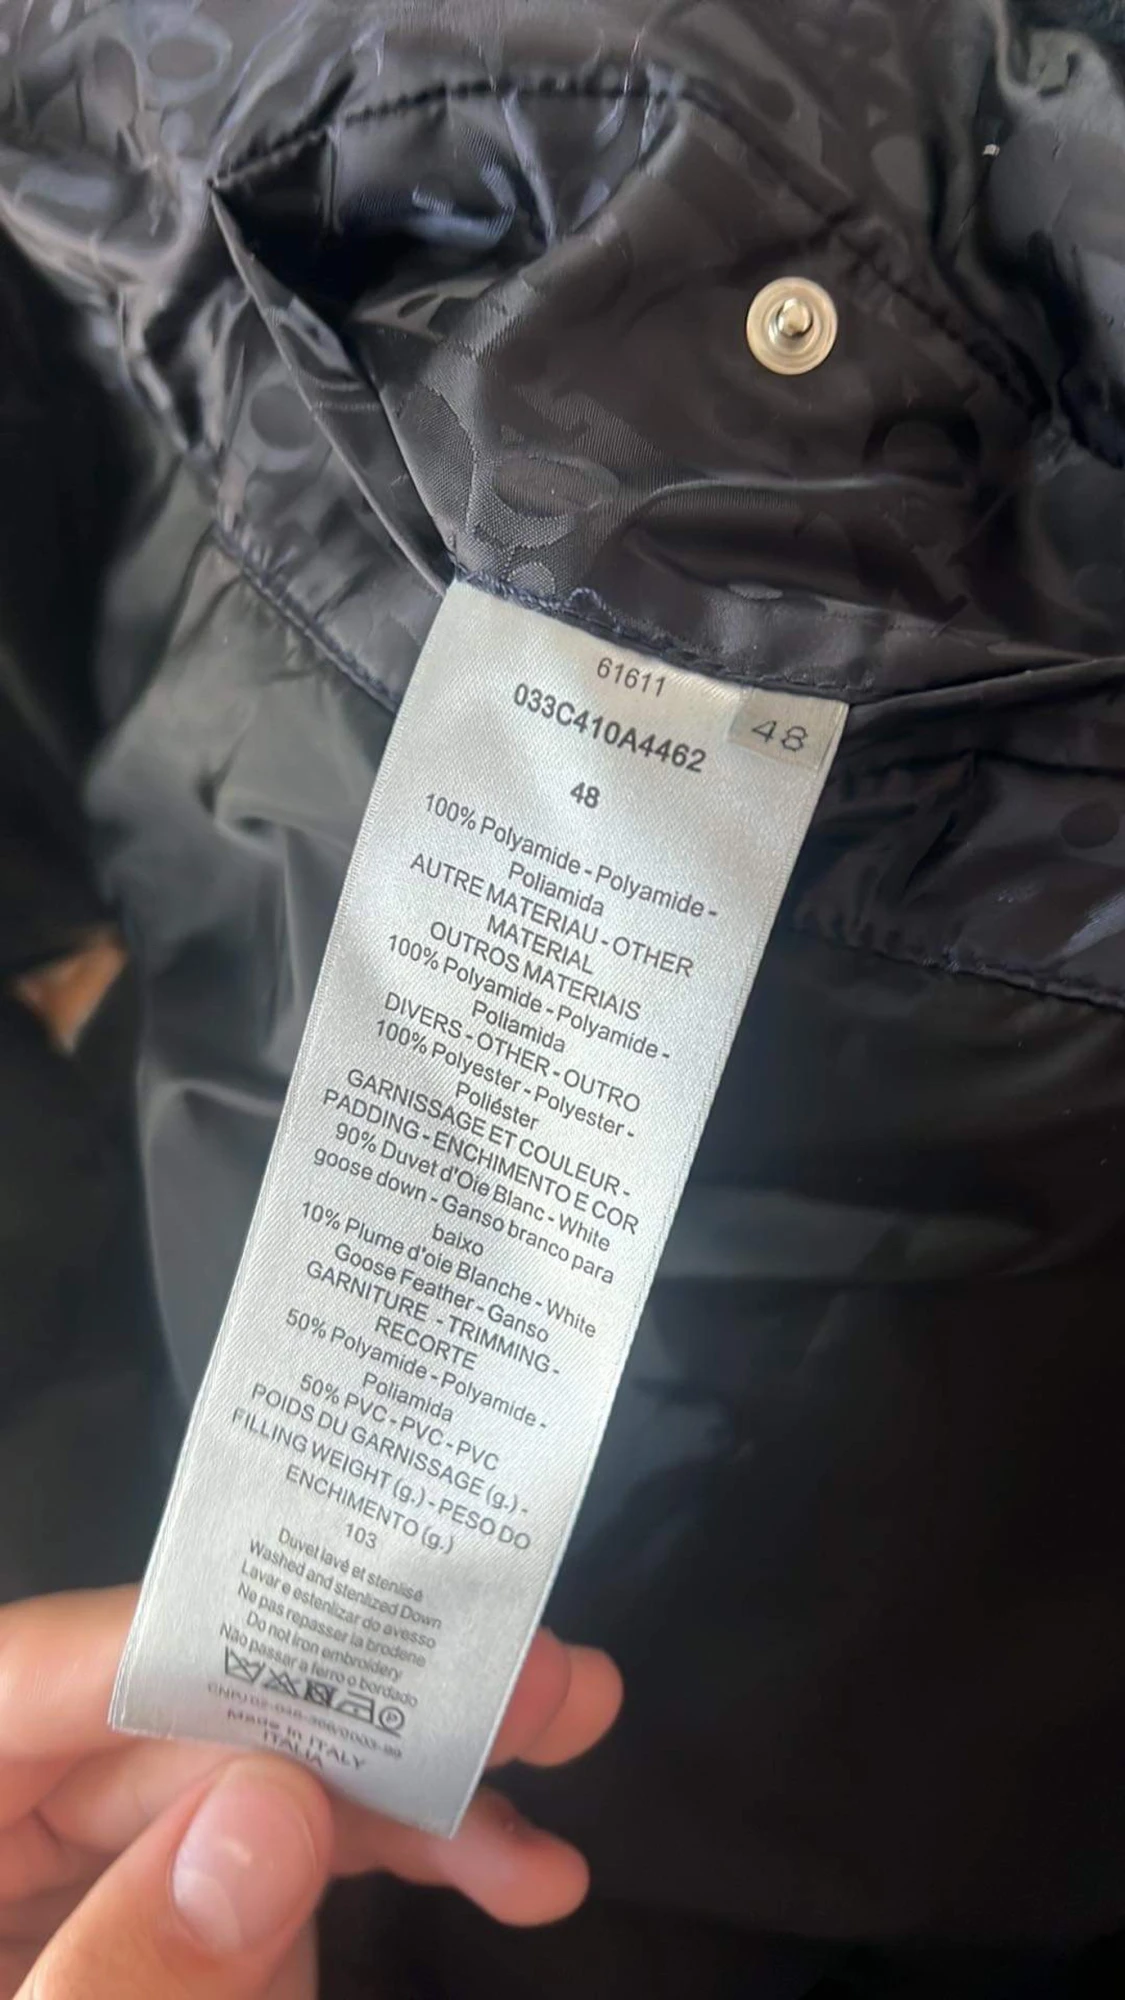 61611
033C410A4462
48
48
100% Polyamide - Polyamide -
Poliamida
AUTRE MATERIAU - OTHER
MATERIAL
OUTROS MATERIAIS
100% Polyamide - Polyamide -
Poliamida
DIVERS - OTHER - OUTRO
100% Polyester - Polyester -
Poliéster
GARNISSAGE ET COULEUR -
PADDING - ENCHIMENTO E COR
90% Duvet d'Oie Blanc - White
goose down - Ganso branco para
baixo
10% Plume d'oie Blanche - White
Goose Feather - Ganso
GARNITURE - TRIMMING -
RECORTE
50% Polyamide - Polyamide -
Poliamida
50% PVC - PVC - PVC
POIDS DU GARNISSAGE (g.) -
FILLING WEIGHT (g.) - PESO DO
ENCHIMENTO (g.)
103
Duvet lavé et stenlisé
Washed and stenlized Down
Lavar e estenlizar do avesso
Ne pas repasser la brodene
Do not Iron embroidery
Não passar a ferro o bordado
P
Made in ITALY
ITALIA